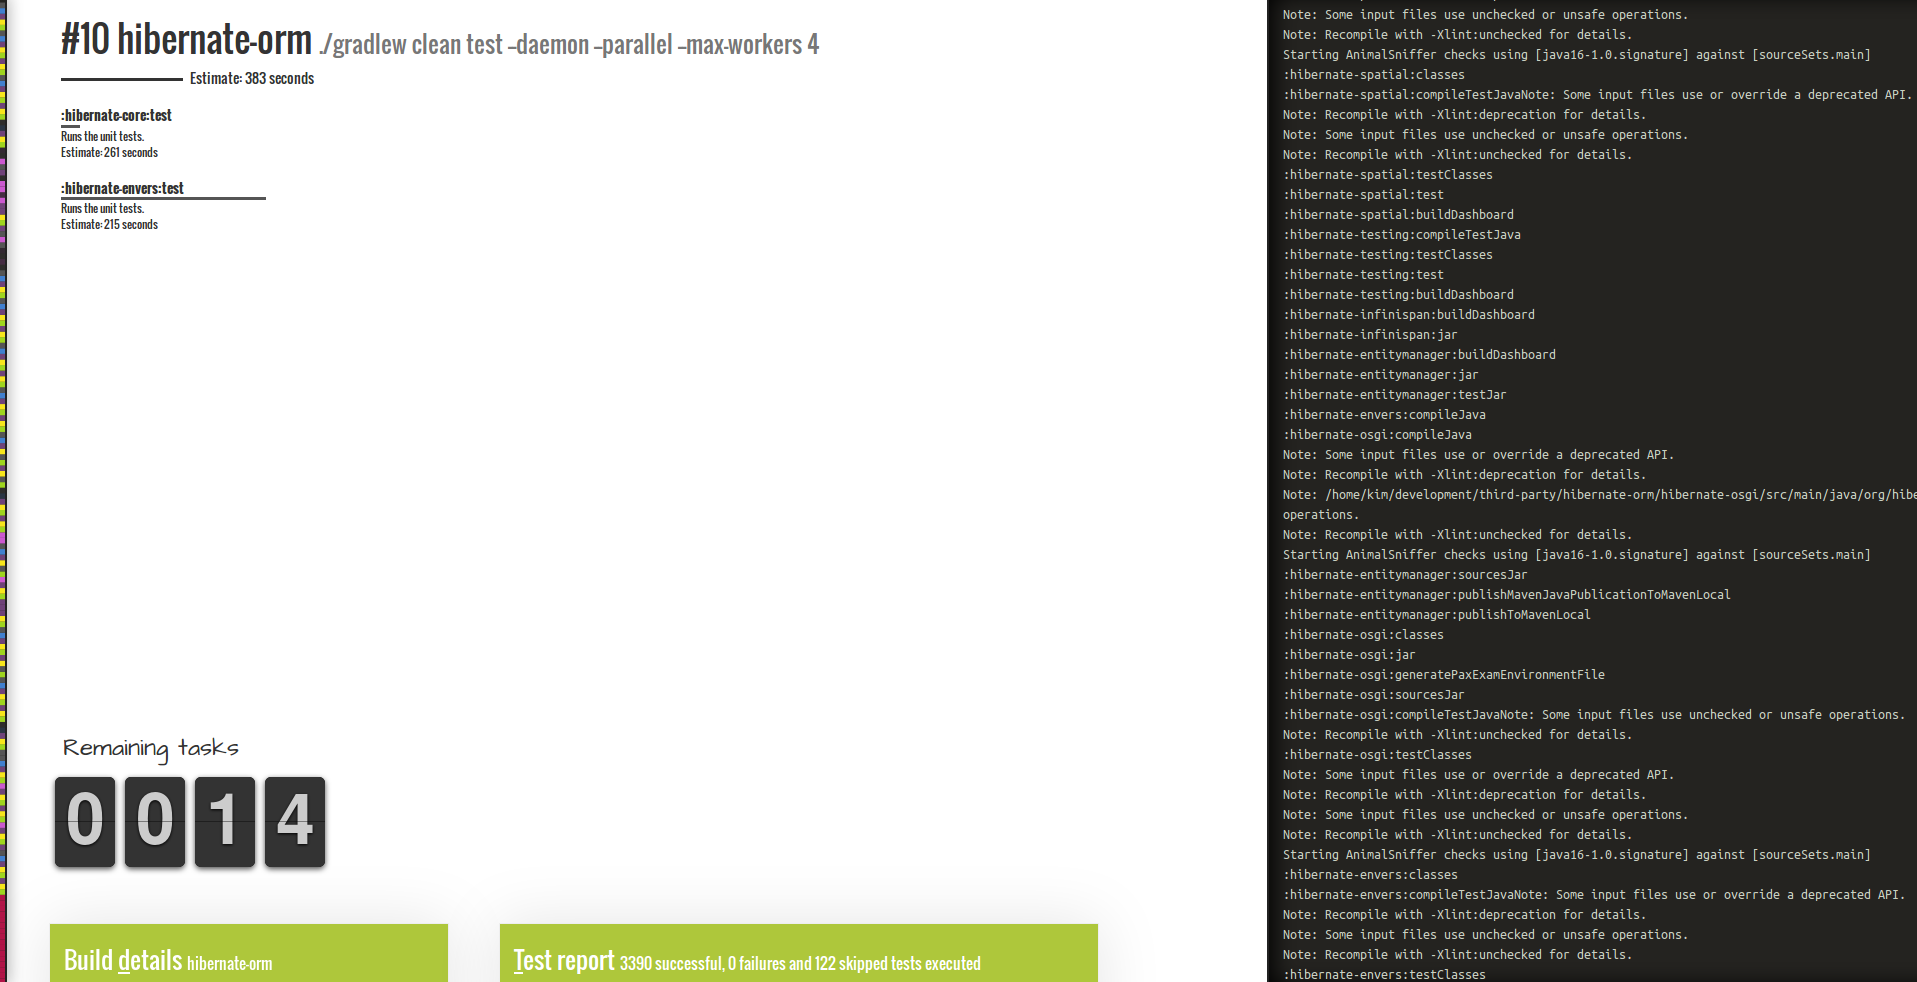 #10 hibernate-orm ./gradlew clean test --daemon --parallel --max-workers 4
Estimate: 383 seconds
:hibernate-core:test
Runs the unit tests.
Estimate: 261 seconds
:hibernate-envers:test
Runs the unit tests.
Estimate: 215 seconds
Remaining tasks
0 0 1 4
Build details hibernate-orm
Test report 3390 successful, 0 failures and 122 skipped tests executed
Note: Some input files use unchecked or unsafe operations.
Note: Recompile with -Xlint:unchecked for details.
Starting AnimalSniffer checks using [java16-1.0.signature] against [sourceSets.main]
:hibernate-spatial:classes
:hibernate-spatial:compileTestJavaNote: Some input files use or override a deprecated API.
Note: Recompile with -Xlint:deprecation for details.
Note: Some input files use unchecked or unsafe operations.
Note: Recompile with -Xlint:unchecked for details.
:hibernate-spatial:testClasses
:hibernate-spatial:test
:hibernate-spatial:buildDashboard
:hibernate-testing:compileTestJava
:hibernate-testing:testClasses
:hibernate-testing:test
:hibernate-testing:buildDashboard
:hibernate-infinispan:buildDashboard
:hibernate-infinispan:jar
:hibernate-entitymanager:buildDashboard
:hibernate-entitymanager:jar
:hibernate-entitymanager:testJar
:hibernate-envers:compileJava
:hibernate-osgi:compileJava
Note: Some input files use or override a deprecated API.
Note: Recompile with -Xlint:deprecation for details.
Note: /home/kim/development/third-party/hibernate-orm/hibernate-osgi/src/main/java/org/hibe
operations.
Note: Recompile with -Xlint:unchecked for details.
Starting AnimalSniffer checks using [java16-1.0.signature] against [sourceSets.main]
:hibernate-entitymanager:sourcesJar
:hibernate-entitymanager:publishMavenJavaPublicationToMavenLocal
:hibernate-entitymanager:publishToMavenLocal
:hibernate-osgi:classes
:hibernate-osgi:jar
:hibernate-osgi:generatePaxExamEnvironmentFile
:hibernate-osgi:sourcesJar
:hibernate-osgi:compileTestJavaNote: Some input files use unchecked or unsafe operations.
Note: Recompile with -Xlint:unchecked for details.
:hibernate-osgi:testClasses
Note: Some input files use or override a deprecated API.
Note: Recompile with -Xlint:deprecation for details.
Note: Some input files use unchecked or unsafe operations.
Note: Recompile with -Xlint:unchecked for details.
Starting AnimalSniffer checks using [java16-1.0.signature] against [sourceSets.main]
:hibernate-envers:classes
:hibernate-envers:compileTestJavaNote: Some input files use or override a deprecated API.
Note: Recompile with -Xlint:deprecation for details.
Note: Some input files use unchecked or unsafe operations.
Note: Recompile with -Xlint:unchecked for details.
:hibernate-envers:testClasses